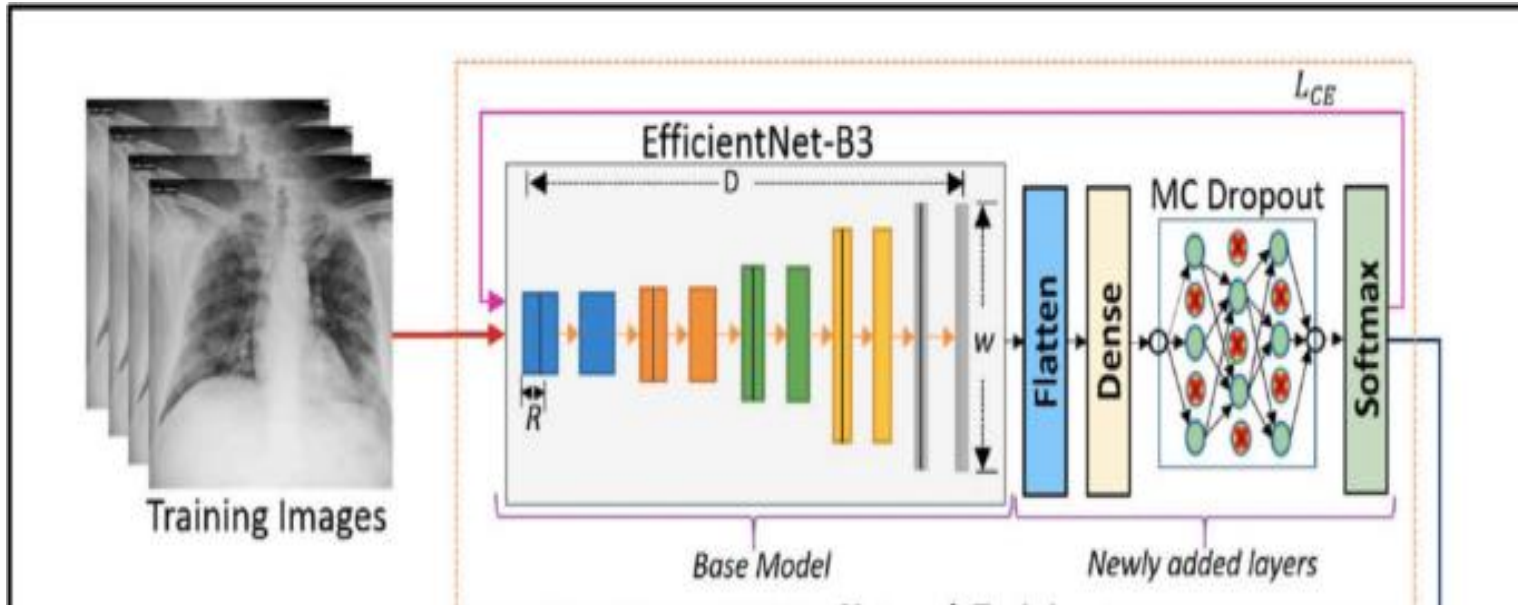 L_CE
EfficientNet-B3
D
MC Dropout
W
R
Flatten
Dense
Softmax
Training Images
Base Model
Newly added layers